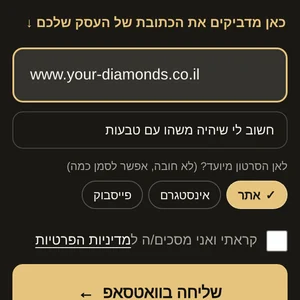 כאן מדביקים את הכתובת של העסק שלכם ↓
www.your-diamonds.co.il
חשוב לי שיהיה משהו עם טבעות
לאן הסרטון מיועד? (לא חובה, אפשר לסמן כמה)
✓ אתר אינסטגרם פייסבוק
קראתי ואני מסכים/ה למדיניות הפרטיות
שליחה בוואטסאפ ←